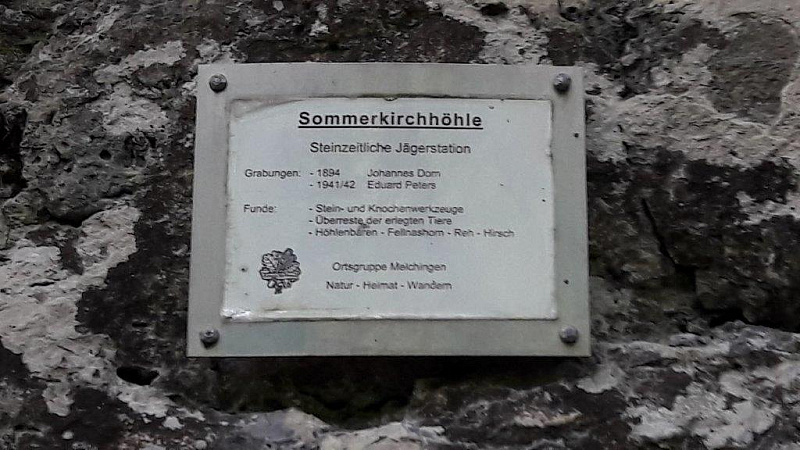 Sommerkirchhöhle
Steinzeitliche Jägerstation
Grabungen: - 1894 Johannes Dorn
- 1941/42 Eduard Peters
Funde: - Stein- und Knochenwerkzeuge
- Überreste der erlegten Tiere
- Höhlenbären - Fellnashorn - Reh - Hirsch
Ortsgruppe Melchingen
Natur - Heimat - Wandern